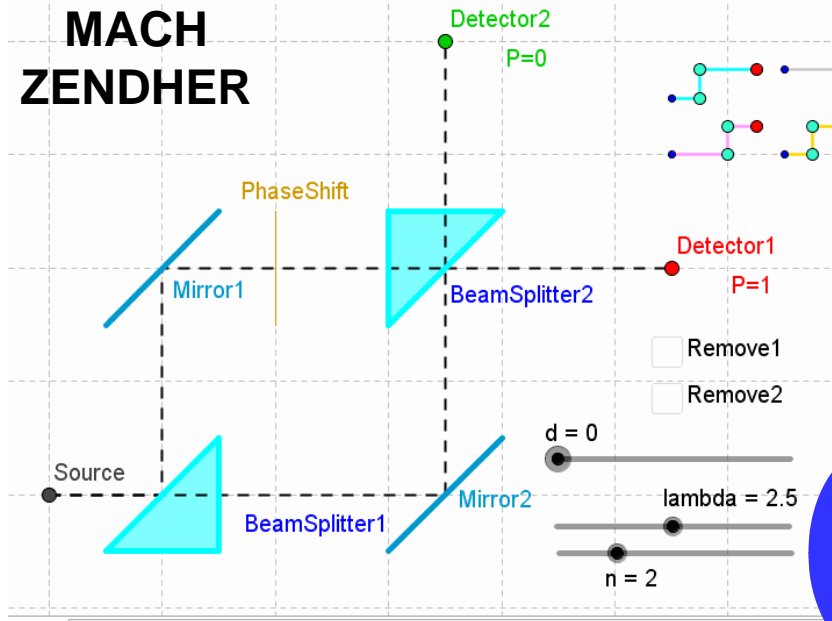 MACH
ZENDHER
Detector2
P=0
PhaseShift
Detector1
P=1
Mirror1
BeamSplitter2
Remove1
Remove2
d = 0
Source
lambda = 2.5
Mirror2
BeamSplitter1
n = 2